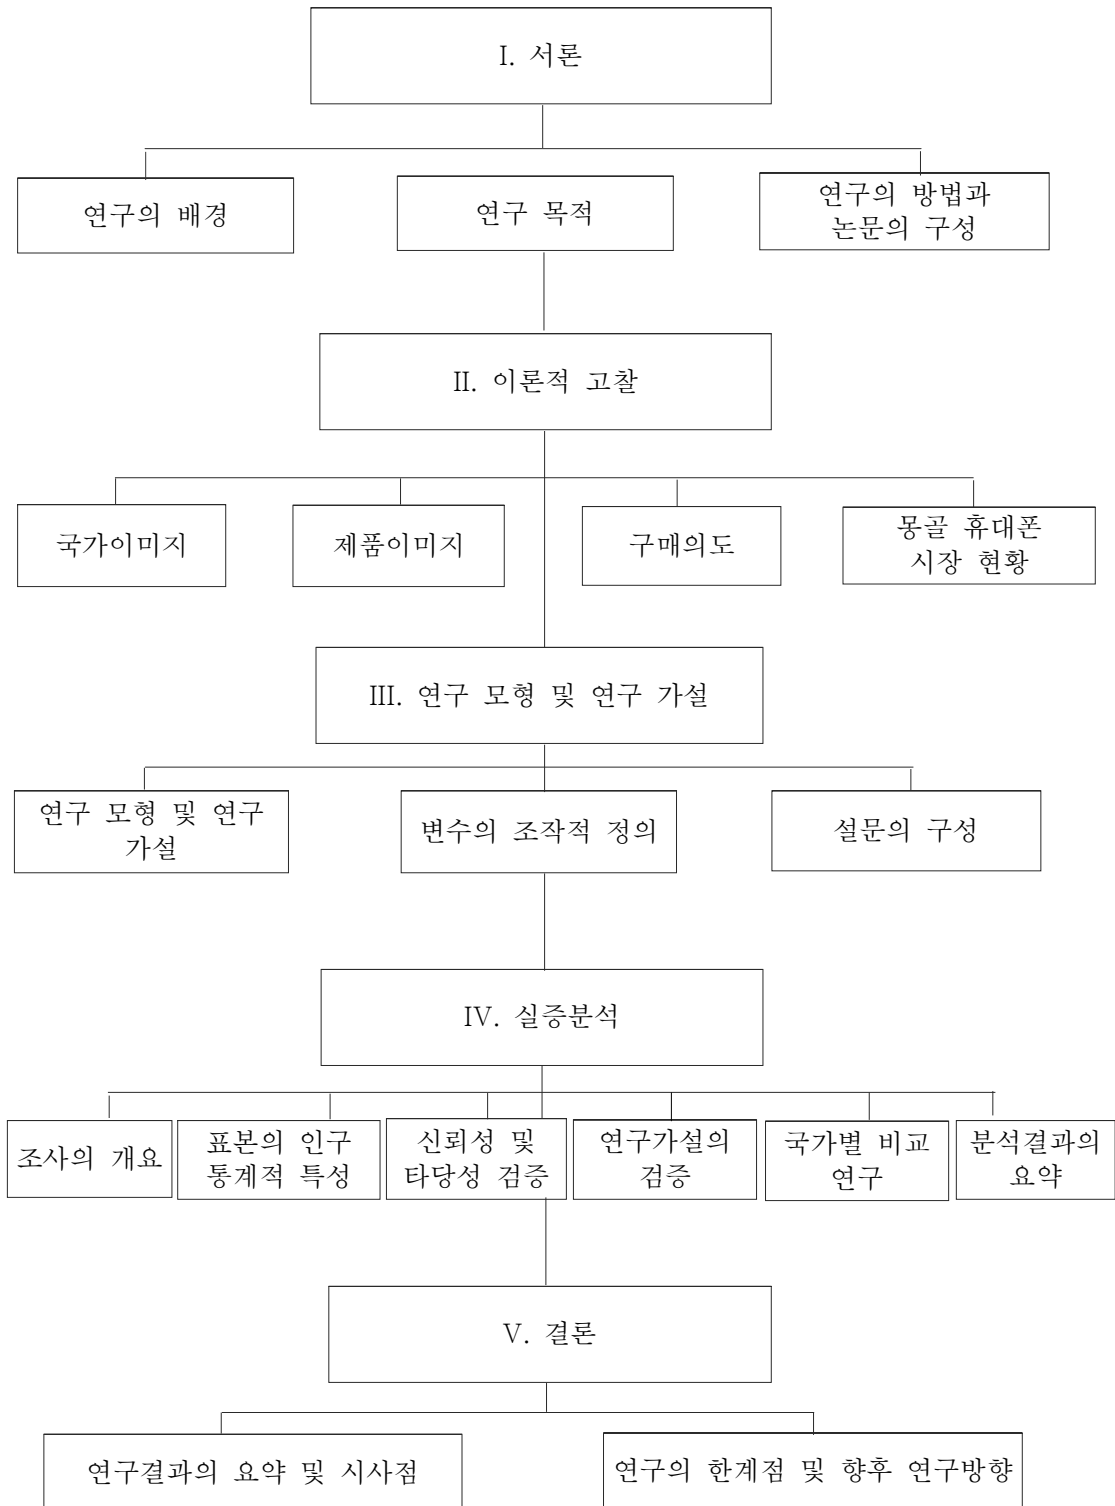 I. 서론
연구의 배경
연구 목적
연구의 방법과
논문의 구성
II. 이론적 고찰
국가이미지
제품이미지
구매의도
몽골 휴대폰
시장 현황
III. 연구 모형 및 연구 가설
연구 모형 및 연구
가설
변수의 조작적 정의
설문의 구성
IV. 실증분석
조사의 개요
표본의 인구
통계적 특성
신뢰성 및
타당성 검증
연구가설의
검증
국가별 비교
연구
분석결과의
요약
V. 결론
연구결과의 요약 및 시사점
연구의 한계점 및 향후 연구방향